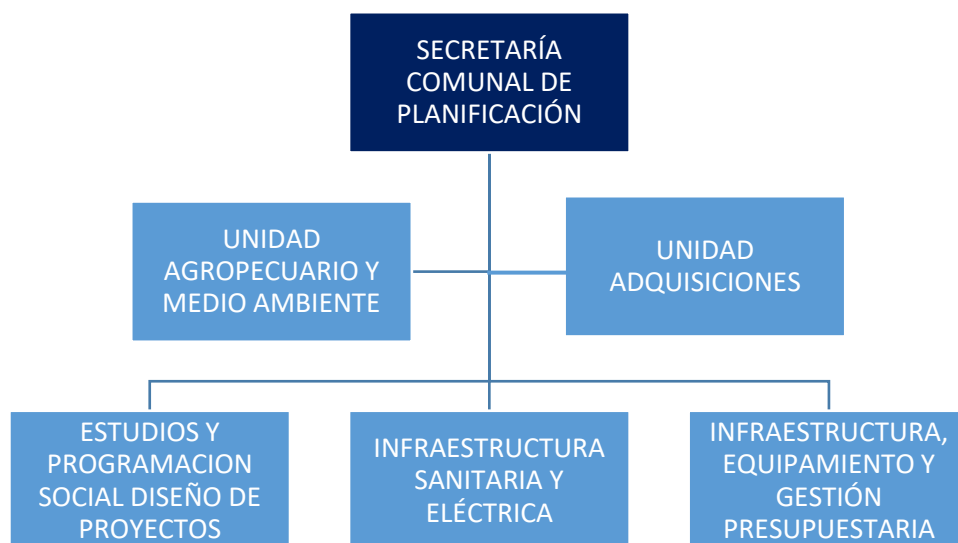 SECRETARÍA
COMUNAL DE
PLANIFICACIÓN
UNIDAD
AGROPECUARIO Y
MEDIO AMBIENTE
UNIDAD
ADQUISICIONES
ESTUDIOS Y
PROGRAMACION
SOCIAL DISEÑO DE
PROYECTOS
INFRAESTRUCTURA
SANITARIA Y
ELÉCTRICA
INFRAESTRUCTURA,
EQUIPAMIENTO Y
GESTIÓN
PRESUPUESTARIA